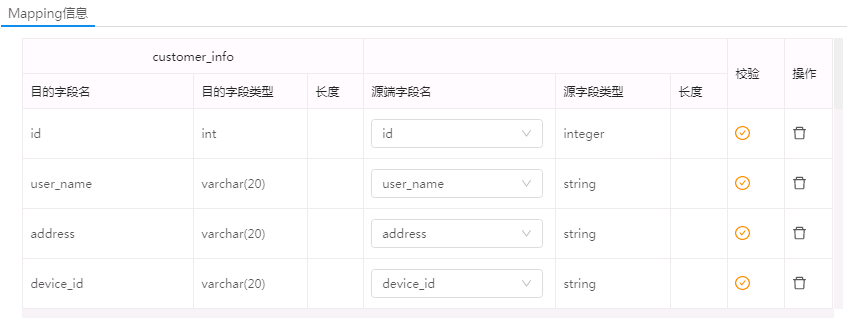 Mapping信息
customer_info
校验 操作
目的字段名 目的字段类型 长度 源端字段名 源字段类型 长度
id int id integer
user_name varchar(20) user_name string
address varchar(20) address string
device_id varchar(20) device_id string